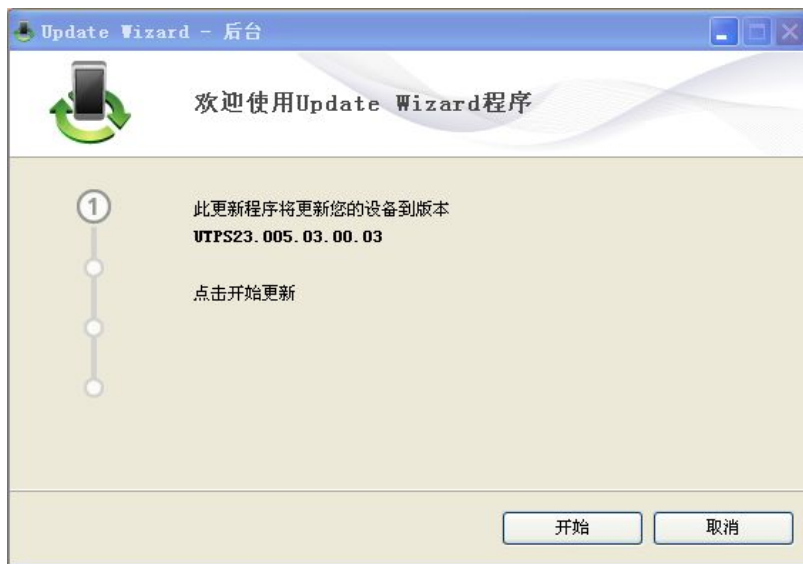 Update Wizard - 后台
欢迎使用Update Wizard程序
1
此更新程序将更新您的设备到版本
UTPS23.005.03.00.03
点击开始更新
开始
取消